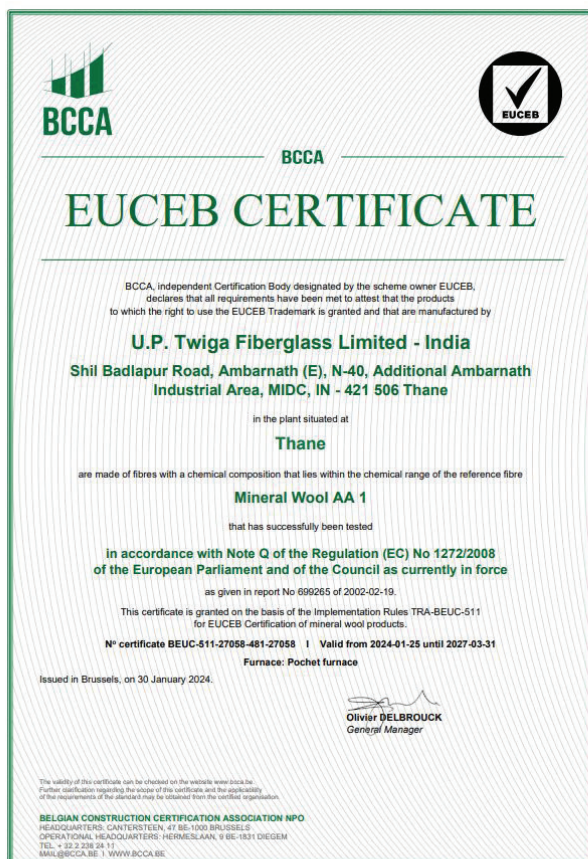 BCCA
EUCEB
BCCA
EUCEB CERTIFICATE
BCCA, independent Certification Body designated by the scheme owner EUCEB,
declares that all requirements have been met to attest that the products
to which the right to use the EUCEB Trademark is granted and that are manufactured by
U.P. Twiga Fiberglass Limited - India
Shil Badlapur Road, Ambarnath (E), N-40, Additional Ambarnath
Industrial Area, MIDC, IN - 421 506 Thane
in the plant situated at
Thane
are made of fibres with a chemical composition that lies within the chemical range of the reference fibre
Mineral Wool AA 1
that has successfully been tested
in accordance with Note Q of the Regulation (EC) No 1272/2008
of the European Parliament and of the Council as currently in force
as given in report No 699265 of 2002-02-19.
This certificate is granted on the basis of the Implementation Rules TRA-BEUC-511
for EUCEB Certification of mineral wool products.
Nº certificate BEUC-511-27058-481-27058 I Valid from 2024-01-25 until 2027-03-31
Furnace: Pochet furnace
Issued in Brussels, on 30 January 2024.
Olivier DELBROUCK
General Manager
The validity of this certificate can be checked on the website www.bcca.be.
Further clarification regarding the scope of this certificate and the applicability
of the requirements of the standard may be obtained from the certified organisation.
BELGIAN CONSTRUCTION CERTIFICATION ASSOCIATION NPO
HEADQUARTERS: CANTERSTEEN, 47 BE-1000 BRUSSELS
OPERATIONAL HEADQUARTERS: HERMESLAAN, 9 BE-1831 DIEGEM
TEL. + 32 2 238 24 11
MAIL@BCCA.BE I WWW.BCCA.BE